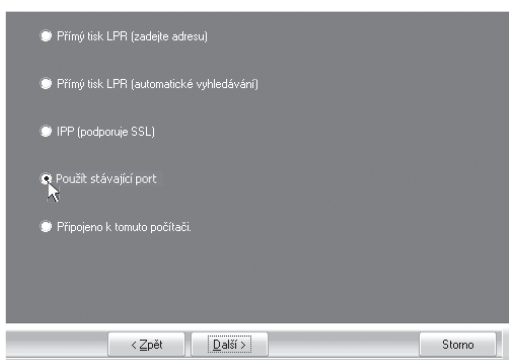 Přímý tisk LPR (zadejte adresu)
Přímý tisk LPR (automatické vyhledávání)
IPP (podporuje SSL)
Použít stávající port
Připojeno k tomuto počítači.
< Zpět
Další >
Storno